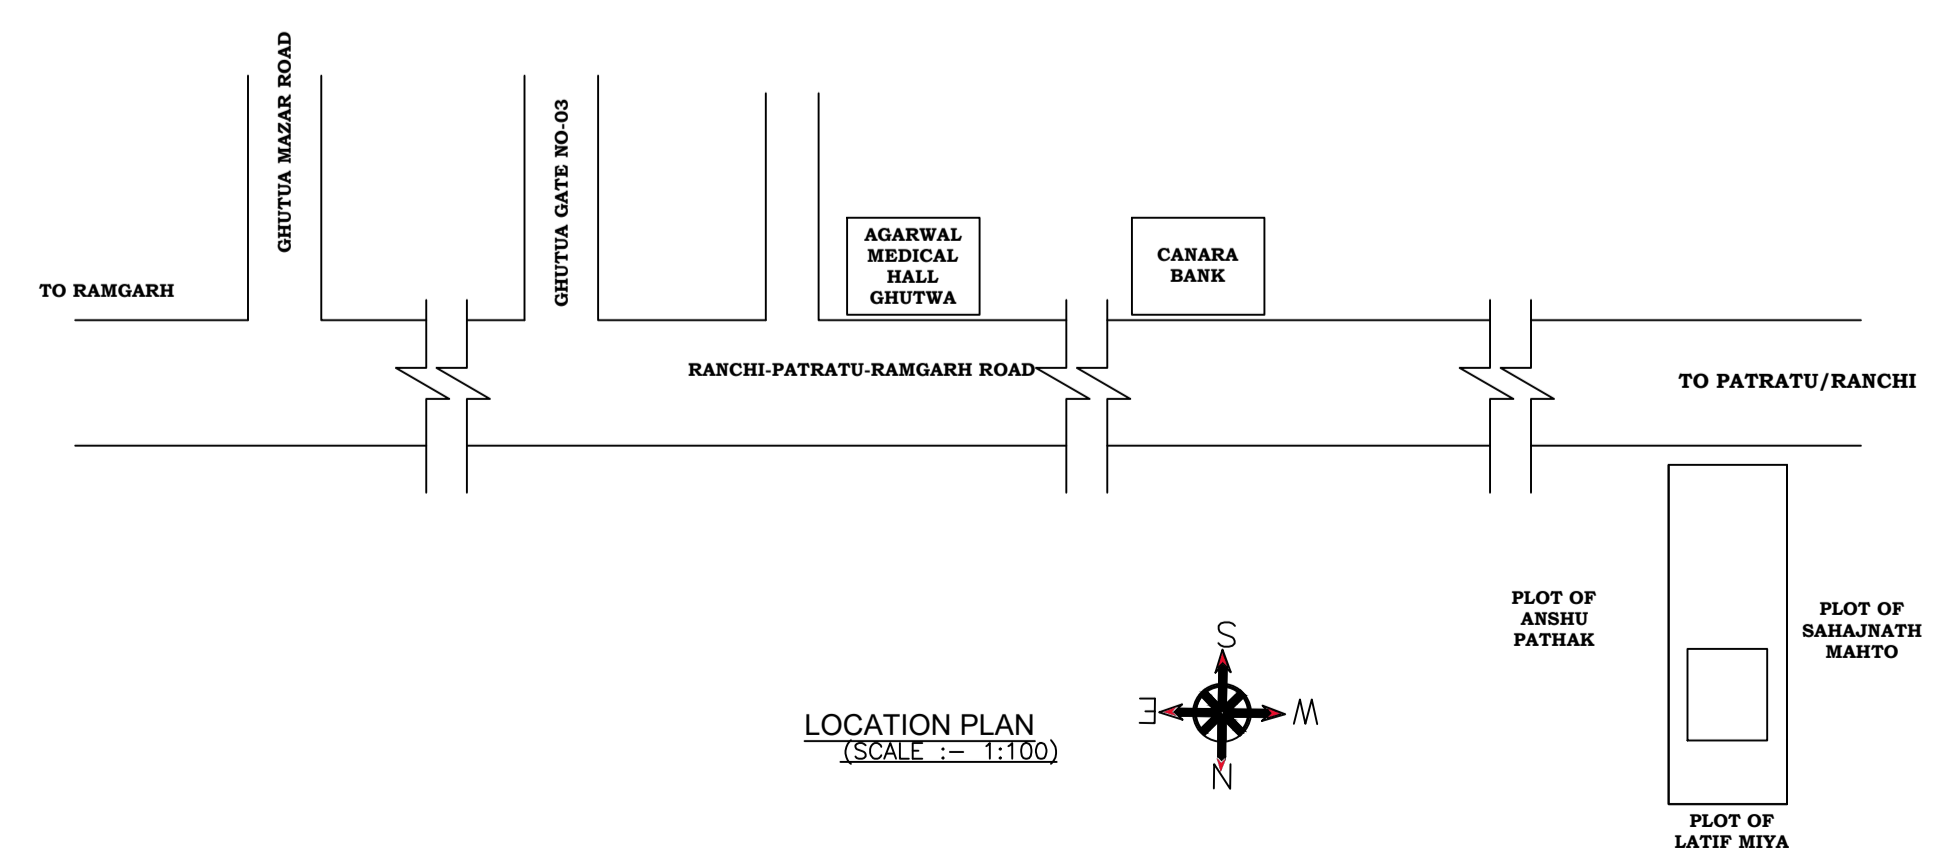 GHUTUA MAZAR ROAD
GHUTUA GATE NO-03
AGARWAL
MEDICAL
HALL
GHUTWA
CANARA
BANK
TO RAMGARH
RANCHI-PATRATU-RAMGARH ROAD
TO PATRATU/RANCHI
PLOT OF
ANSHU
PATHAK
PLOT OF
SAHAJNATH
MAHTO
S
E
W
N
LOCATION PLAN
(SCALE :- 1:100)
PLOT OF
LATIF MIYA